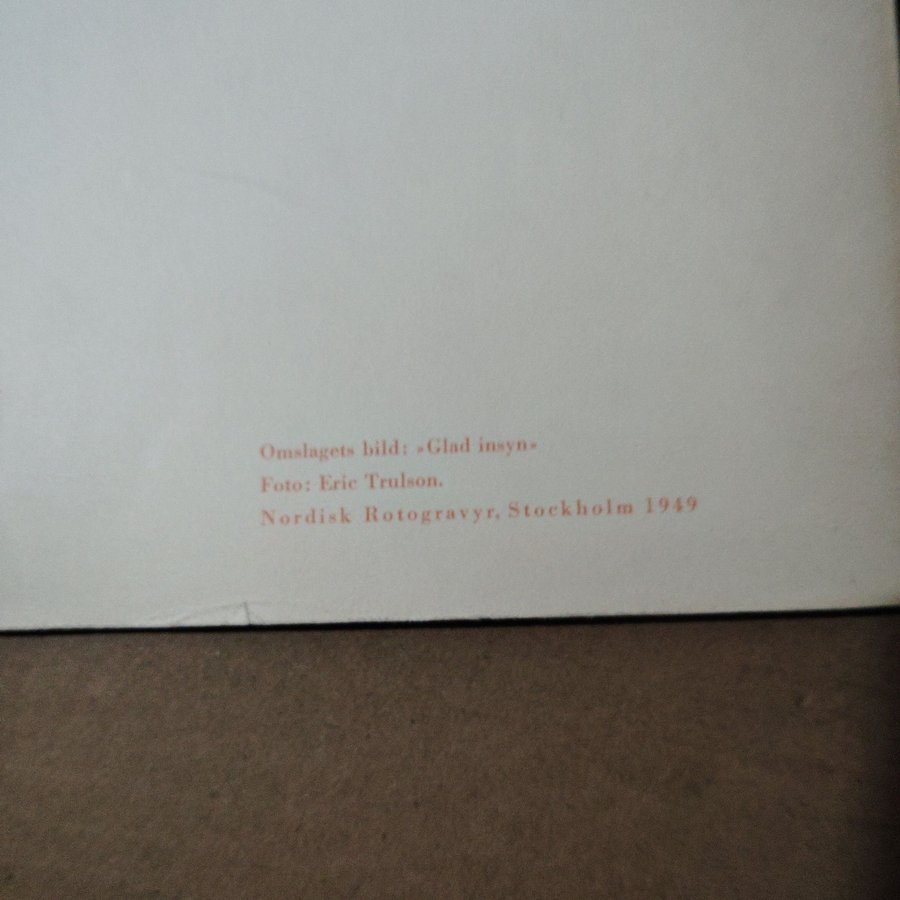 Omslagets bild: »Glad insyn»
Foto: Eric Trulson.
Nordisk Rotogravyr, Stockholm 1949